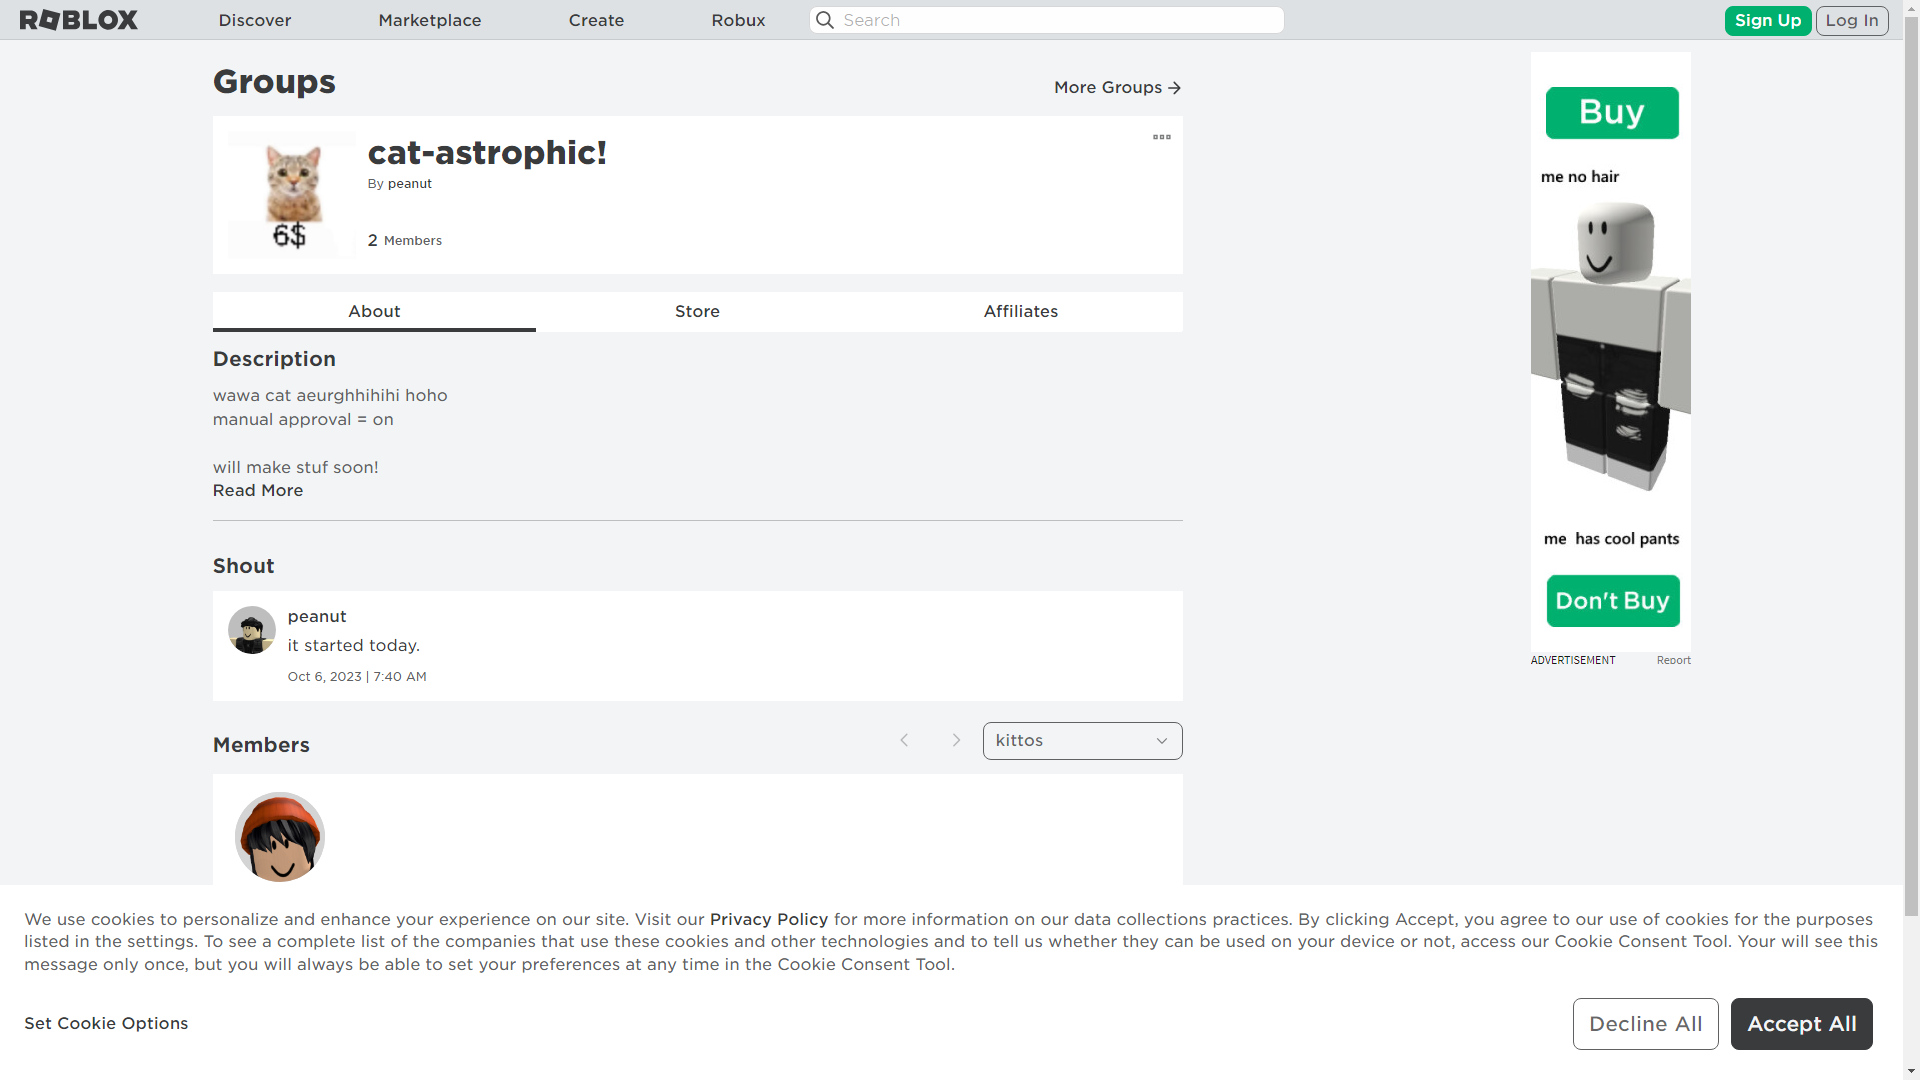 ROBLOX
Discover
Marketplace
Create
Robux
Search
Sign Up
Log In
Groups
More Groups
cat-astrophic!
By peanut
6$
2 Members
About
Store
Affiliates
Description
wawa cat aeurghhihihi hoho
manual approval = on
will make stuf soon!
Read More
Shout
peanut
it started today.
Oct 6, 2023 | 7:40 AM
Members
kittos
Buy
me no hair
me has cool pants
Don't Buy
ADVERTISEMENT
Report
We use cookies to personalize and enhance your experience on our site. Visit our Privacy Policy for more information on our data collections practices. By clicking Accept, you agree to our use of cookies for the purposes
listed in the settings. To see a complete list of the companies that use these cookies and other technologies and to tell us whether they can be used on your device or not, access our Cookie Consent Tool. Your will see this
message only once, but you will always be able to set your preferences at any time in the Cookie Consent Tool.
Set Cookie Options
Decline All
Accept All